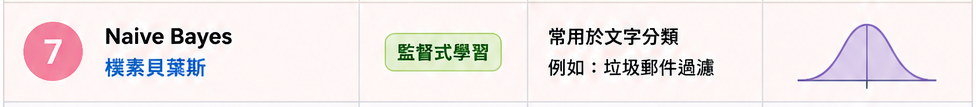 7
Naive Bayes
樸素貝葉斯
監督式學習
常用於文字分類
例如：垃圾郵件過濾